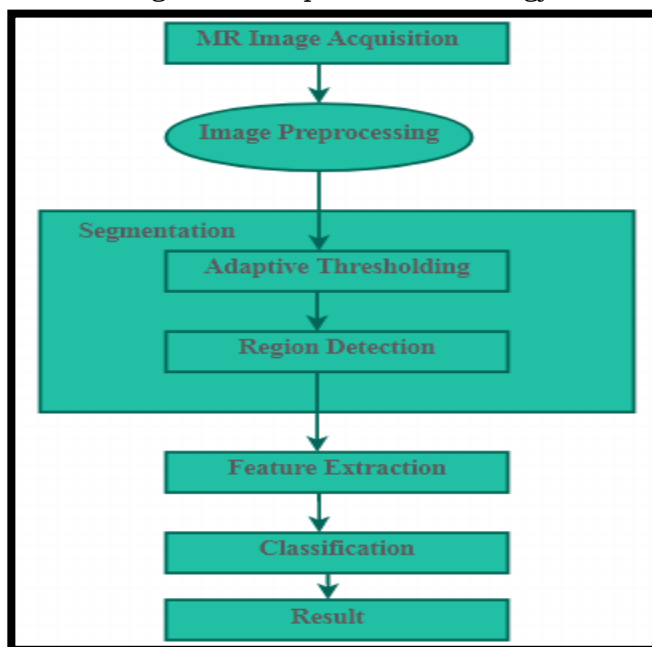 MR Image Acquisition
Image Preprocessing
Segmentation
Adaptive Thresholding
Region Detection
Feature Extraction
Classification
Result